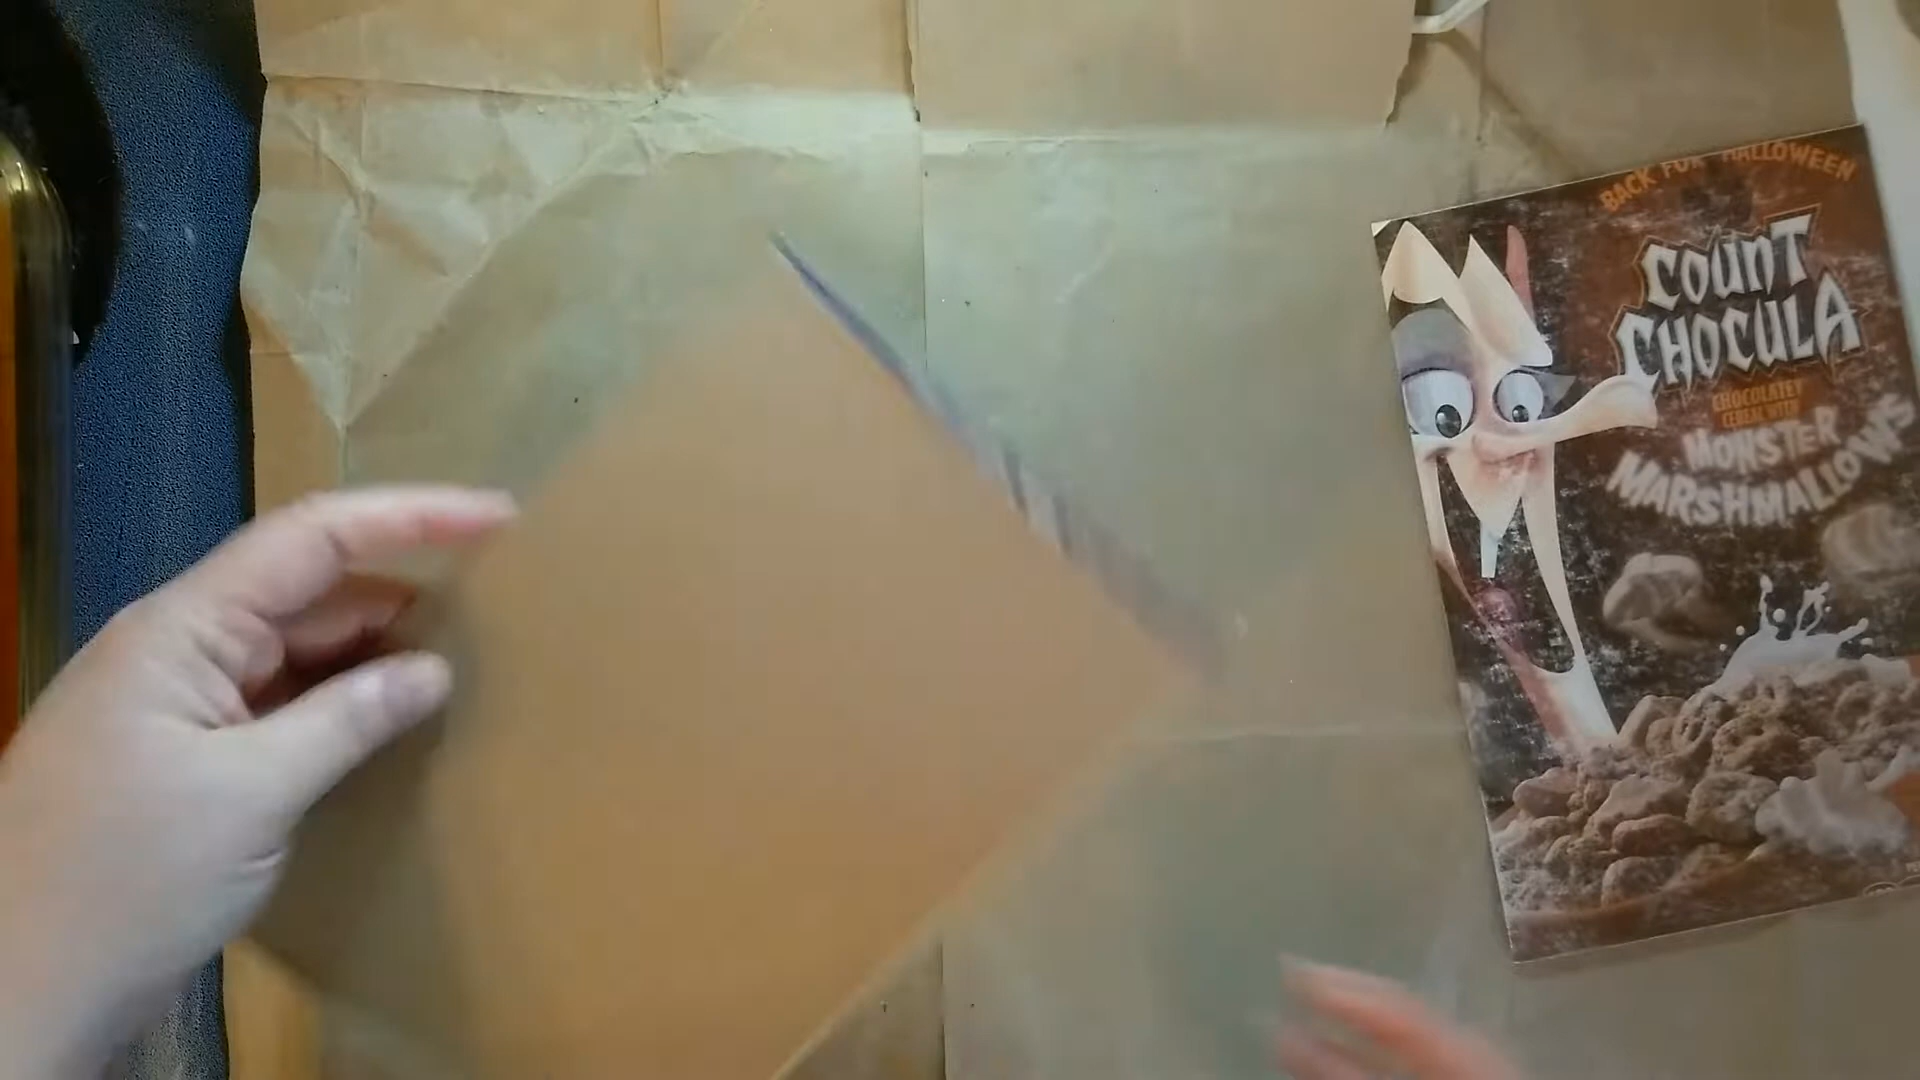 BACK FOR HALLOWEEN
COUNT
CHOCULA
CHOCOLATEY
CEREAL WITH
MONSTER
MARSHMALLOWS